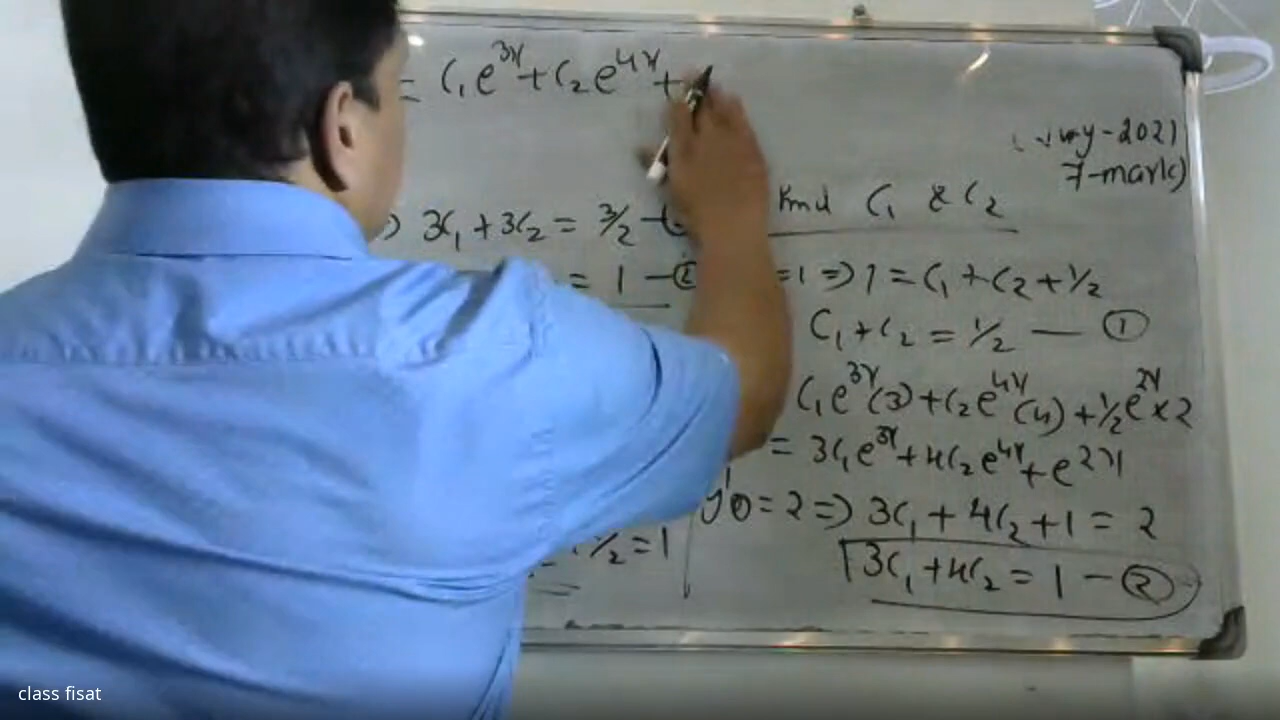 = C₁e³ˣ + C₂e⁴ˣ +
-2021
7-mark)
Find C₁ & C₂
3C₁ + 3C₂ = 3/2 -
= 1 - ②
=1 ⇒ 1 = C₁ + C₂ + 1/2
C₁ + C₂ = 1/2 — ①
C₁e³ˣ(3) + C₂e⁴ˣ(4) + 1/2 e²ˣ × 2
= 3C₁e³ˣ + 4C₂e⁴ˣ + e²ˣ
y'(0) = 2 ⇒ 3C₁ + 4C₂ + 1 = 2
1/2 = 1
3C₁ + 4C₂ = 1 - ②
class fisat